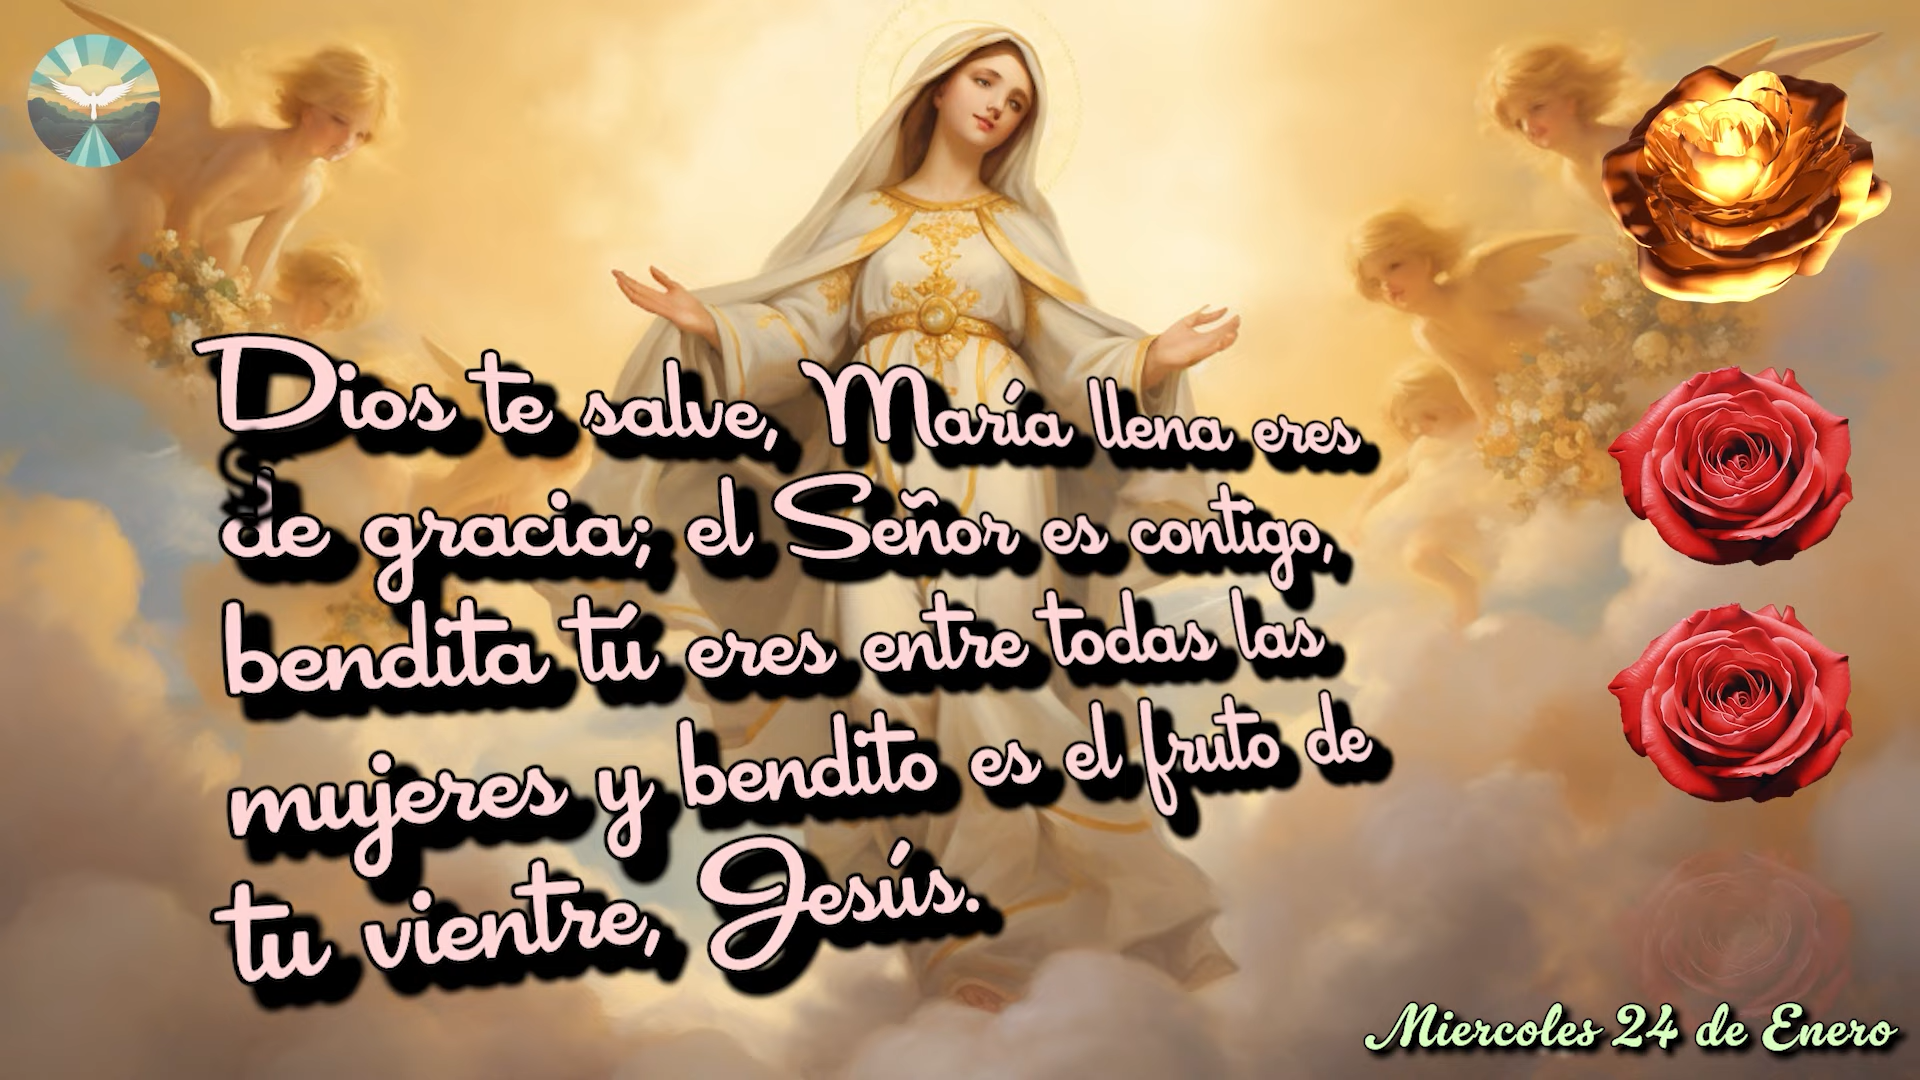 Dios te salve, María llena eres
de gracia; el Señor es contigo,
bendita tú eres entre todas las
mujeres y bendito es el fruto de
tu vientre, Jesús.
Miercoles 24 de Enero